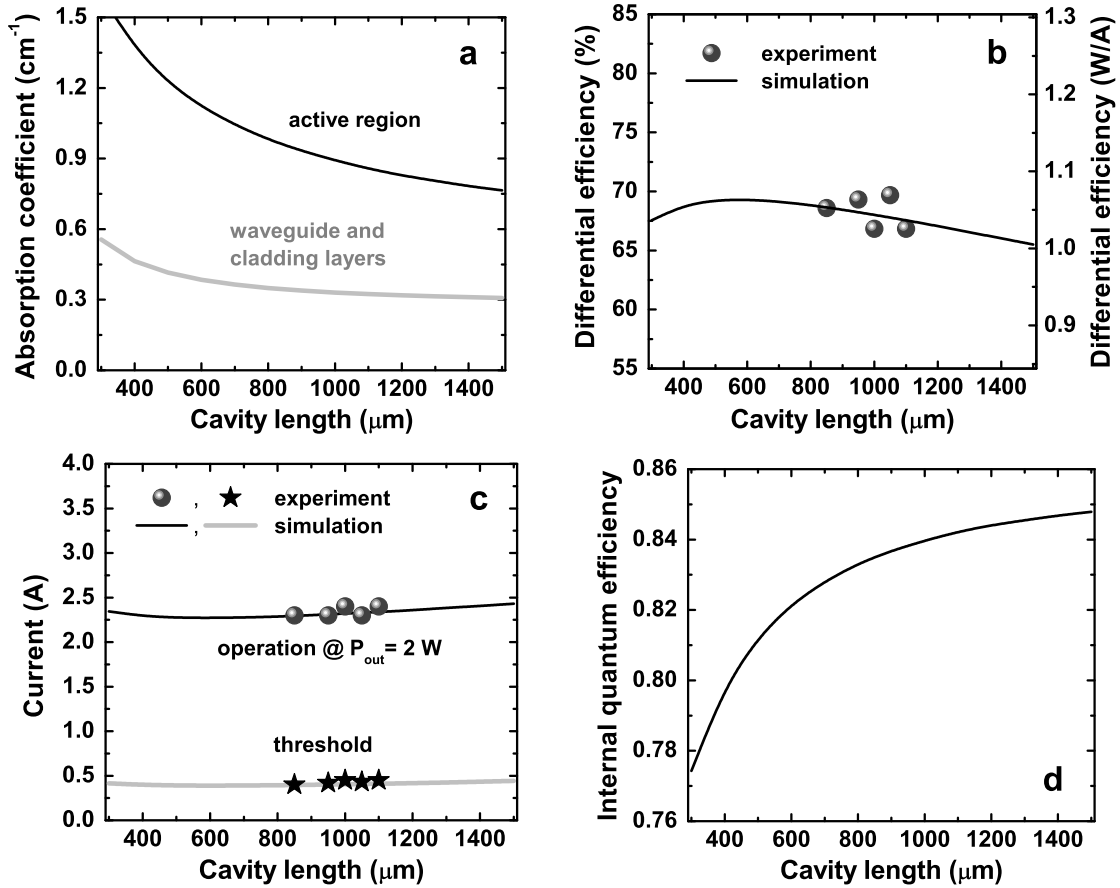 a
Absorption coefficient (cm⁻¹)
1.5
1.2
0.9
0.6
0.3
0.0
active region
waveguide and
cladding layers
400 600 800 1000 1200 1400
Cavity length (μm)
b
Differential efficiency (%)
85
80
75
70
65
60
55
experiment
simulation
1.3
1.2
1.1
1.0
0.9
Differential efficiency (W/A)
400 600 800 1000 1200 1400
Cavity length (μm)
c
Current (A)
4.0
3.5
3.0
2.5
2.0
1.5
1.0
0.5
0.0
, experiment
, simulation
operation @ Pout= 2 W
threshold
400 600 800 1000 1200 1400
Cavity length (μm)
Internal quantum efficiency
0.86
0.84
0.82
0.80
0.78
0.76
d
400 600 800 1000 1200 1400
Cavity length (μm)